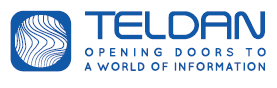 TELDAN
OPENING DOORS TO
A WORLD OF INFORMATION